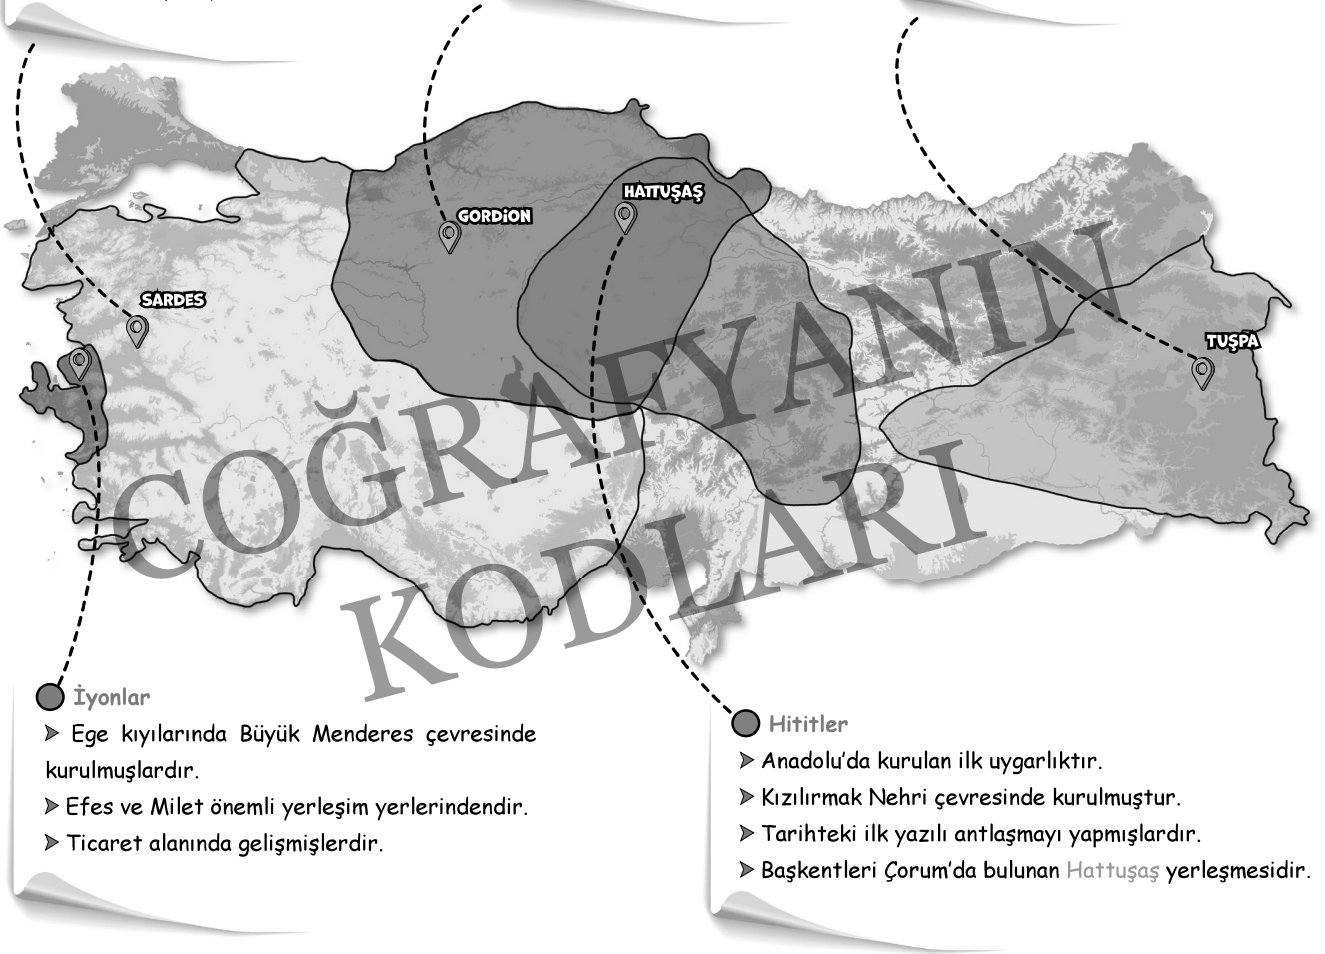 HATTUŞAŞ
GORDİON
SARDES
TUŞPA
COĞRAFYANIN
KODLARI
İyonlar
Ege kıyılarında Büyük Menderes çevresinde
kurulmuşlardır.
Efes ve Milet önemli yerleşim yerlerindendir.
Ticaret alanında gelişmişlerdir.
Hititler
Anadolu'da kurulan ilk uygarlıktır.
Kızılırmak Nehri çevresinde kurulmuştur.
Tarihteki ilk yazılı antlaşmayı yapmışlardır.
Başkentleri Çorum'da bulunan Hattuşaş yerleşmesidir.